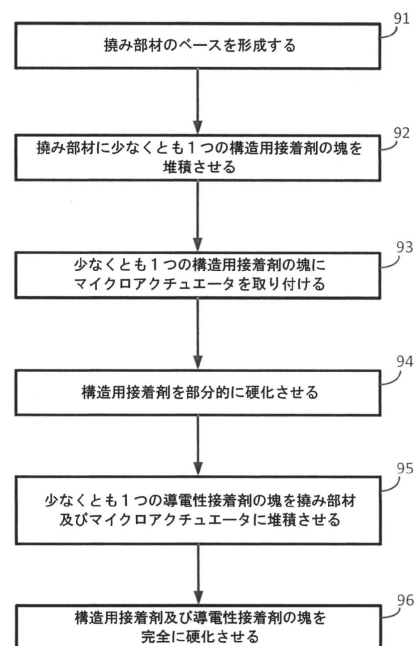 91
撓み部材のベースを形成する
92
撓み部材に少なくとも1つの構造用接着剤の塊を
堆積させる
93
少なくとも1つの構造用接着剤の塊に
マイクロアクチュエータを取り付ける
94
構造用接着剤を部分的に硬化させる
95
少なくとも1つの導電性接着剤の塊を撓み部材
及びマイクロアクチュエータに堆積させる
96
構造用接着剤及び導電性接着剤の塊を
完全に硬化させる